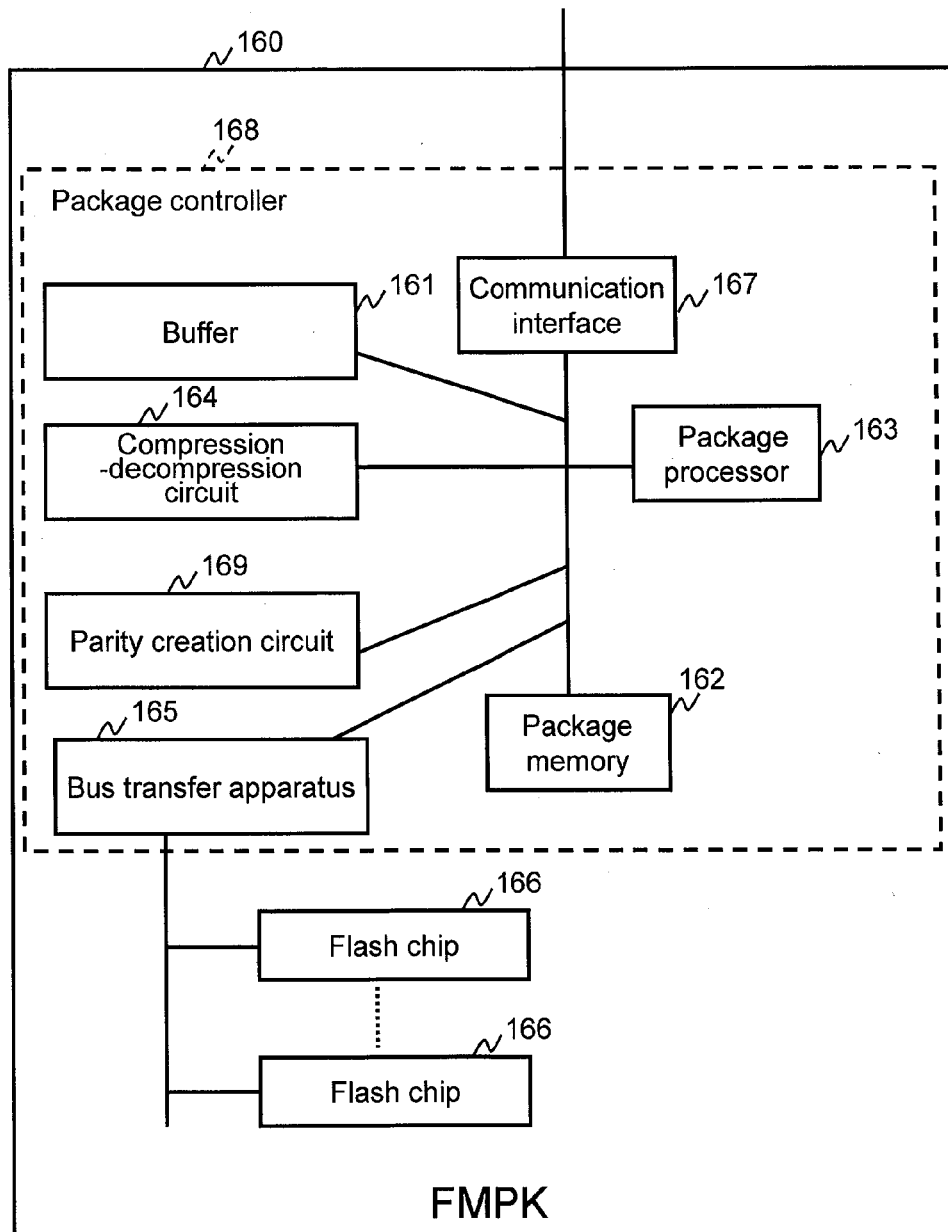 160
168
Package controller
161
Buffer
Communication
interface
167
164
Compression
-decompression
circuit
Package
processor
163
169
Parity creation circuit
162
Package
memory
165
Bus transfer apparatus
166
Flash chip
166
Flash chip
FMPK